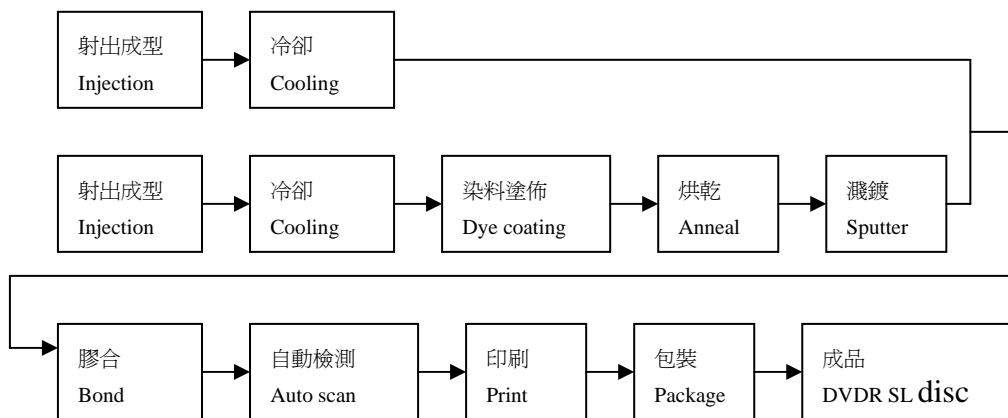 射出成型
Injection
冷卻
Cooling
射出成型
Injection
冷卻
Cooling
染料塗佈
Dye coating
烘乾
Anneal
濺鍍
Sputter
膠合
Bond
自動檢測
Auto scan
印刷
Print
包裝
Package
成品
DVDR SL disc